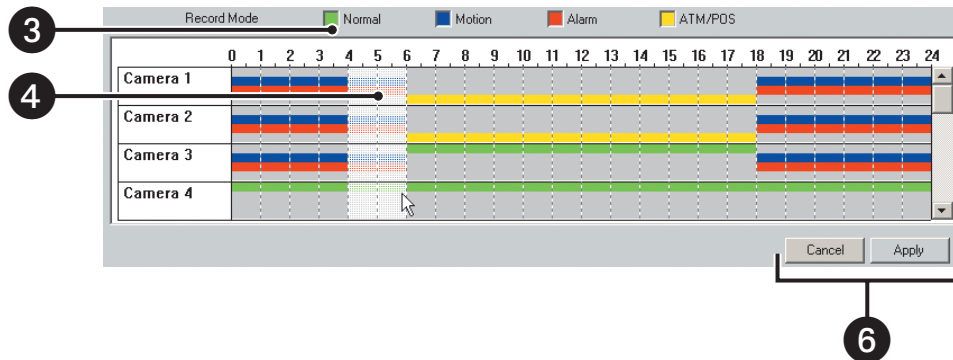 Record Mode Normal Motion Alarm ATM/POS
3
0 1 2 3 4 5 6 7 8 9 10 11 12 13 14 15 16 17 18 19 20 21 22 23 24
Camera 1
4
Camera 2
Camera 3
Camera 4
Cancel Apply
6